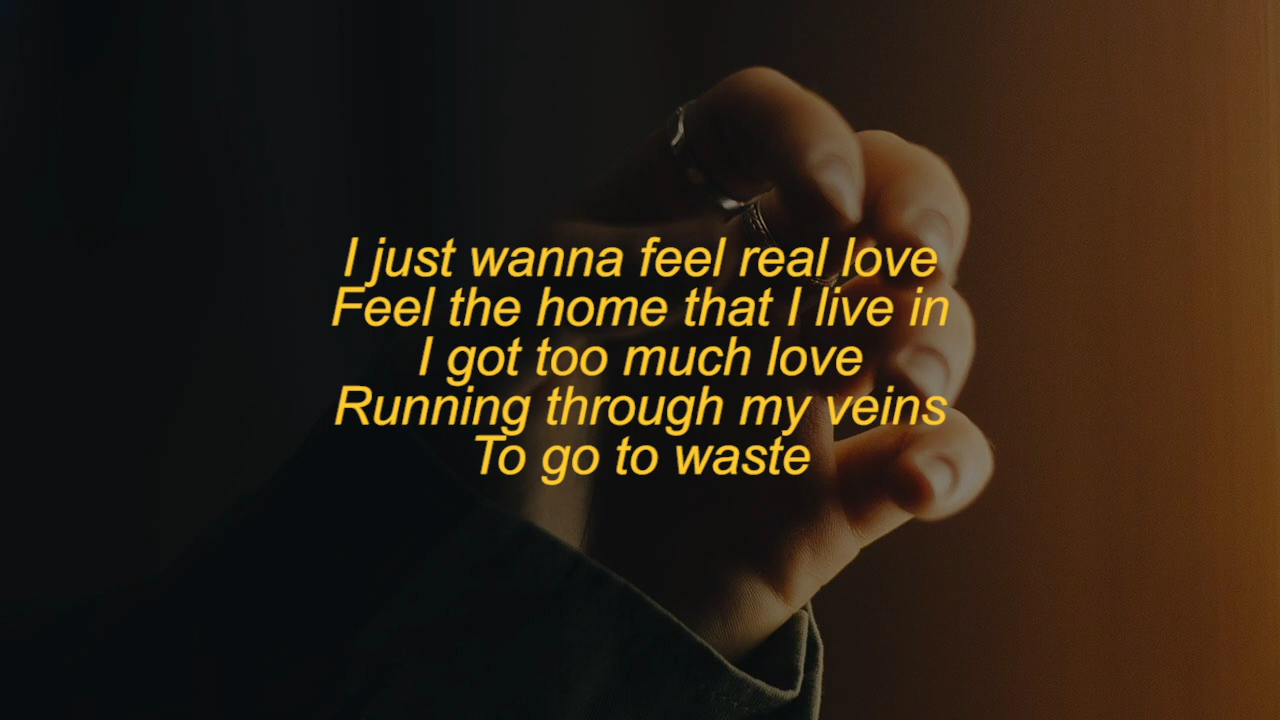 I just wanna feel real love
Feel the home that I live in
I got too much love
Running through my veins
To go to waste